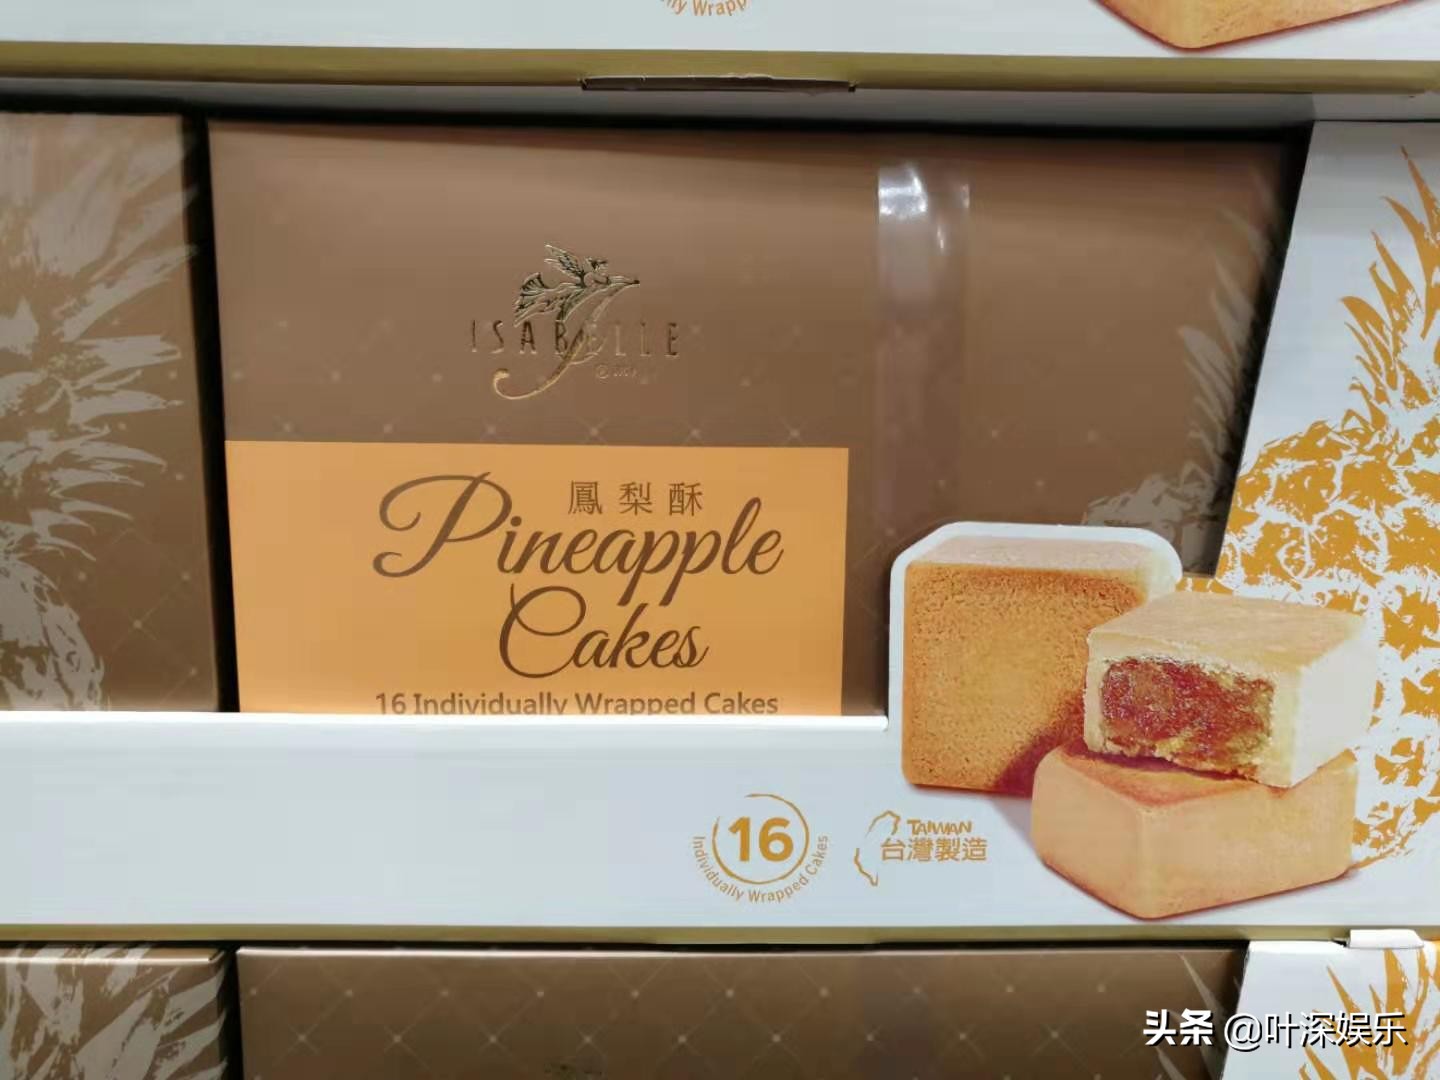 ISABELLE
鳳梨酥
Pineapple
Cakes
16 Individually Wrapped Cakes
16
Individually Wrapped Cakes
TAIWAN
台灣製造
头条 @叶深娱乐